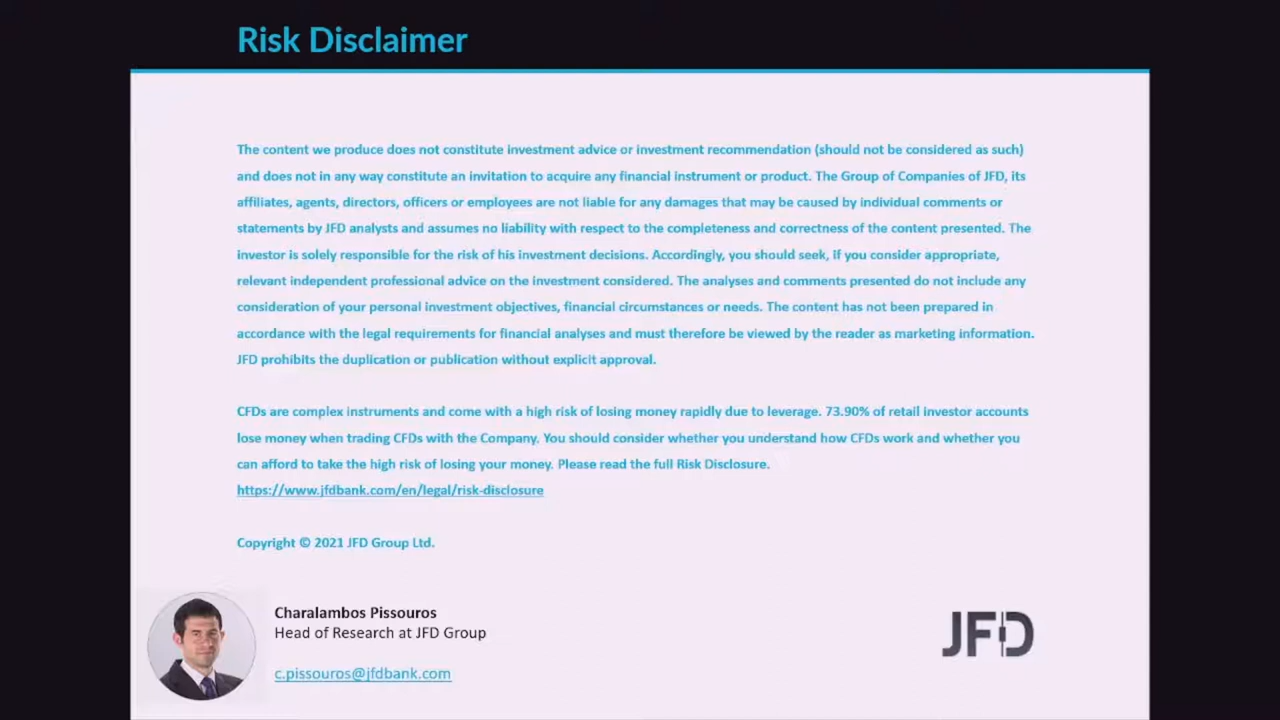 Risk Disclaimer
The content we produce does not constitute investment advice or investment recommendation (should not be considered as such)
and does not in any way constitute an invitation to acquire any financial instrument or product. The Group of Companies of JFD, its
affiliates, agents, directors, officers or employees are not liable for any damages that may be caused by individual comments or
statements by JFD analysts and assumes no liability with respect to the completeness and correctness of the content presented. The
investor is solely responsible for the risk of his investment decisions. Accordingly, you should seek, if you consider appropriate,
relevant independent professional advice on the investment considered. The analyses and comments presented do not include any
consideration of your personal investment objectives, financial circumstances or needs. The content has not been prepared in
accordance with the legal requirements for financial analyses and must therefore be viewed by the reader as marketing information.
JFD prohibits the duplication or publication without explicit approval.
CFDs are complex instruments and come with a high risk of losing money rapidly due to leverage. 73.90% of retail investor accounts
lose money when trading CFDs with the Company. You should consider whether you understand how CFDs work and whether you
can afford to take the high risk of losing your money. Please read the full Risk Disclosure.
https://www.jfdbank.com/en/legal/risk-disclosure
Copyright © 2021 JFD Group Ltd.
Charalambos Pissouros
Head of Research at JFD Group
c.pissouros@jfdbank.com
JFD